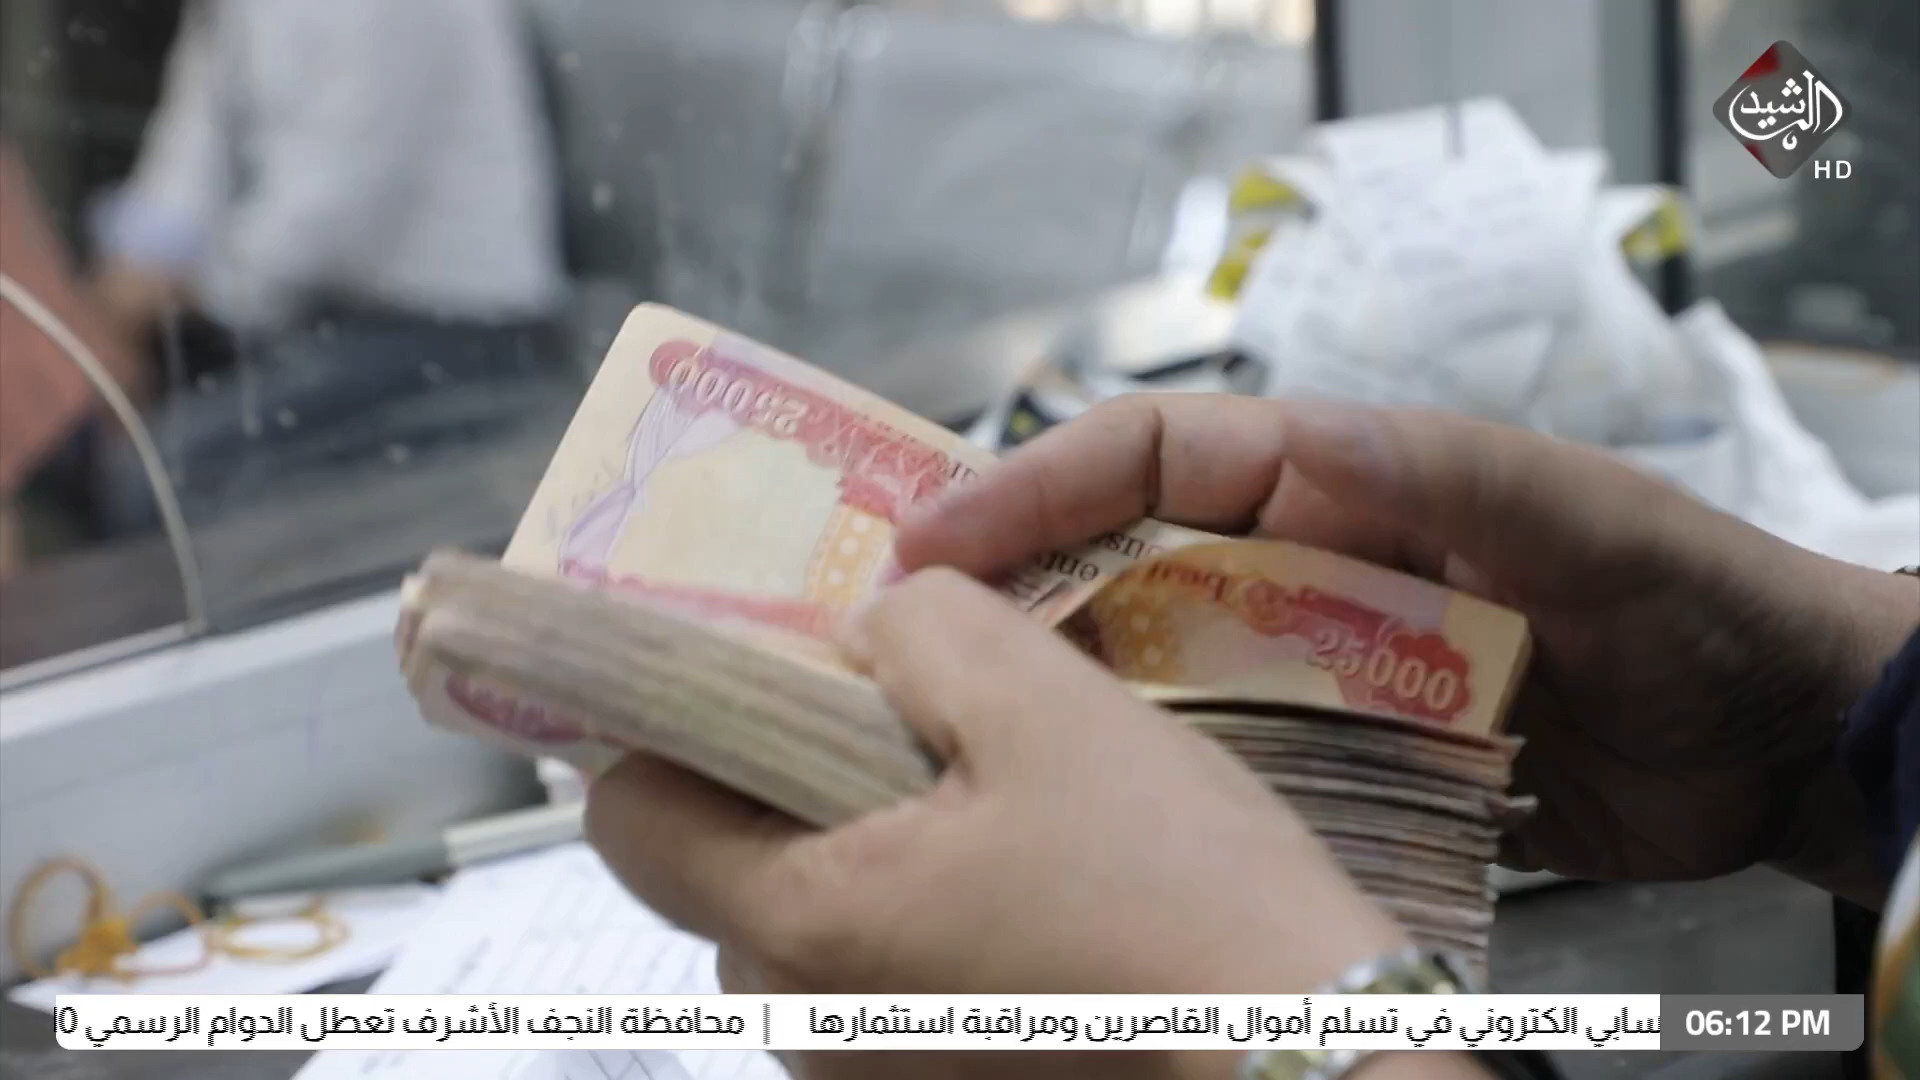 الرشيد
HD
25000
25000
الكتروني في تسلم أموال القاصرين ومراقبة استثمارها | محافظة النجف الأشرف تعطل الدوام الرسمي
06:12 PM